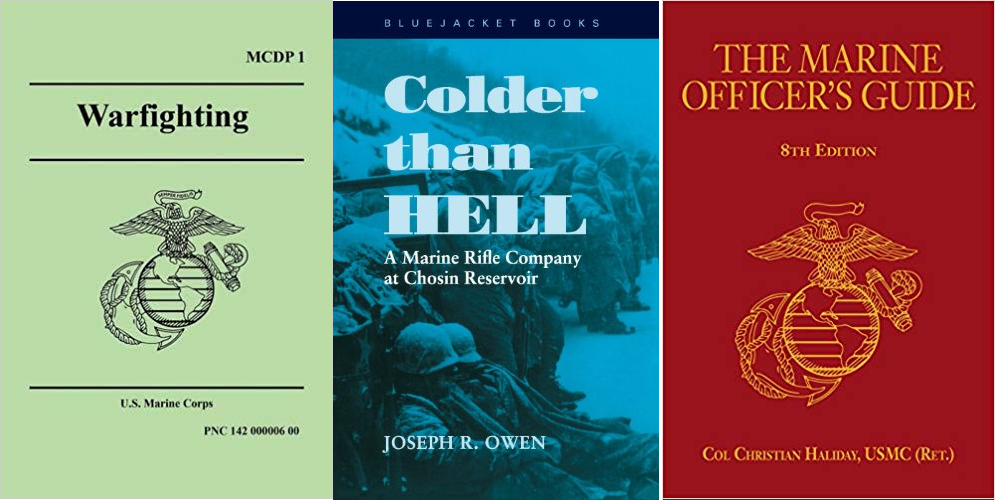 MCDP 1
Warfighting
SEMPER FIDELIS
U.S. Marine Corps
PNC 142 000006 00
BLUEJACKET BOOKS
Colder
than
HELL
A Marine Rifle Company
at Chosin Reservoir
JOSEPH R. OWEN
THE MARINE
OFFICER'S GUIDE
8TH EDITION
COL CHRISTIAN HALIDAY, USMC (RET.)